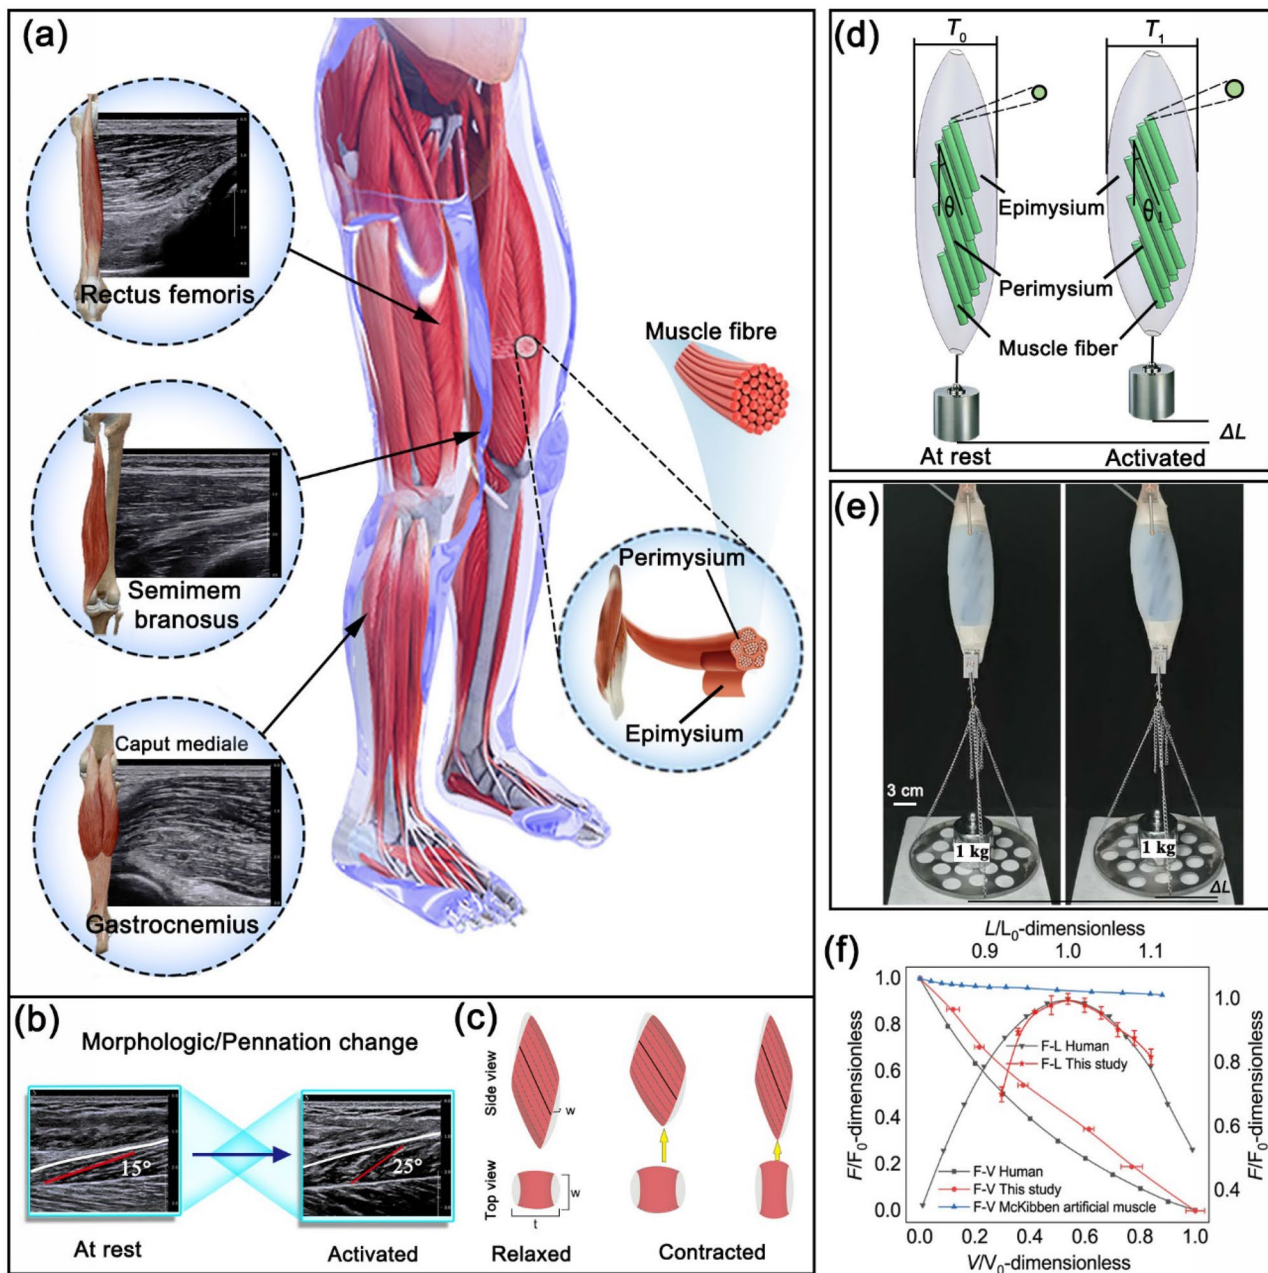 (a)
Rectus femoris
Semimem
branosus
Caput mediale
Gastrocnemius
Muscle fibre
Perimysium
Epimysium
(b)
Morphologic/Pennation change
15°
25°
At rest
Activated
(c)
Side view
w
Top view
w
t
Relaxed
Contracted
(d)
T0
T1
θ
θ1
Epimysium
Perimysium
Muscle fiber
ΔL
At rest
Activated
(e)
3 cm
1 kg
1 kg
ΔL
(f)
L/L0-dimensionless
0.9 1.0 1.1
F/F0-dimensionless
1.0
0.8
0.6
0.4
0.2
0.0
F-L Human
F-L This study
F-V Human
F-V This study
F-V McKibben artificial muscle
1.0
0.8
0.6
0.4
F/F0-dimensionless
0.0 0.2 0.4 0.6 0.8 1.0
V/V0-dimensionless